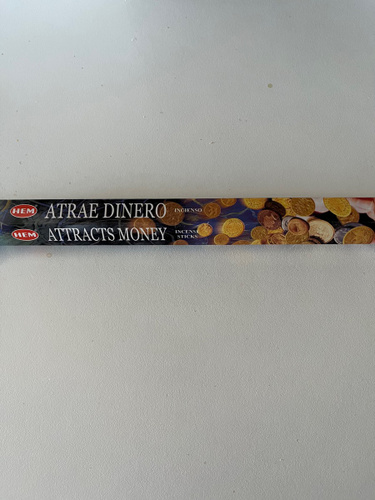 HEM ATRAE DINERO INCIENSO
HEM ATTRACTS MONEY INCENSE
STICKS